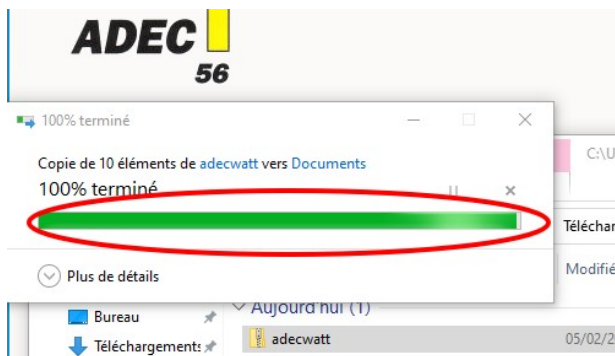 ADEC
56
100% terminé
Copie de 10 éléments de adecwatt vers Documents
100% terminé
C:\U
Téléchar
Plus de détails
Modifié
Aujourd'hui (1)
Bureau
adecwatt
05/02/2
Téléchargements